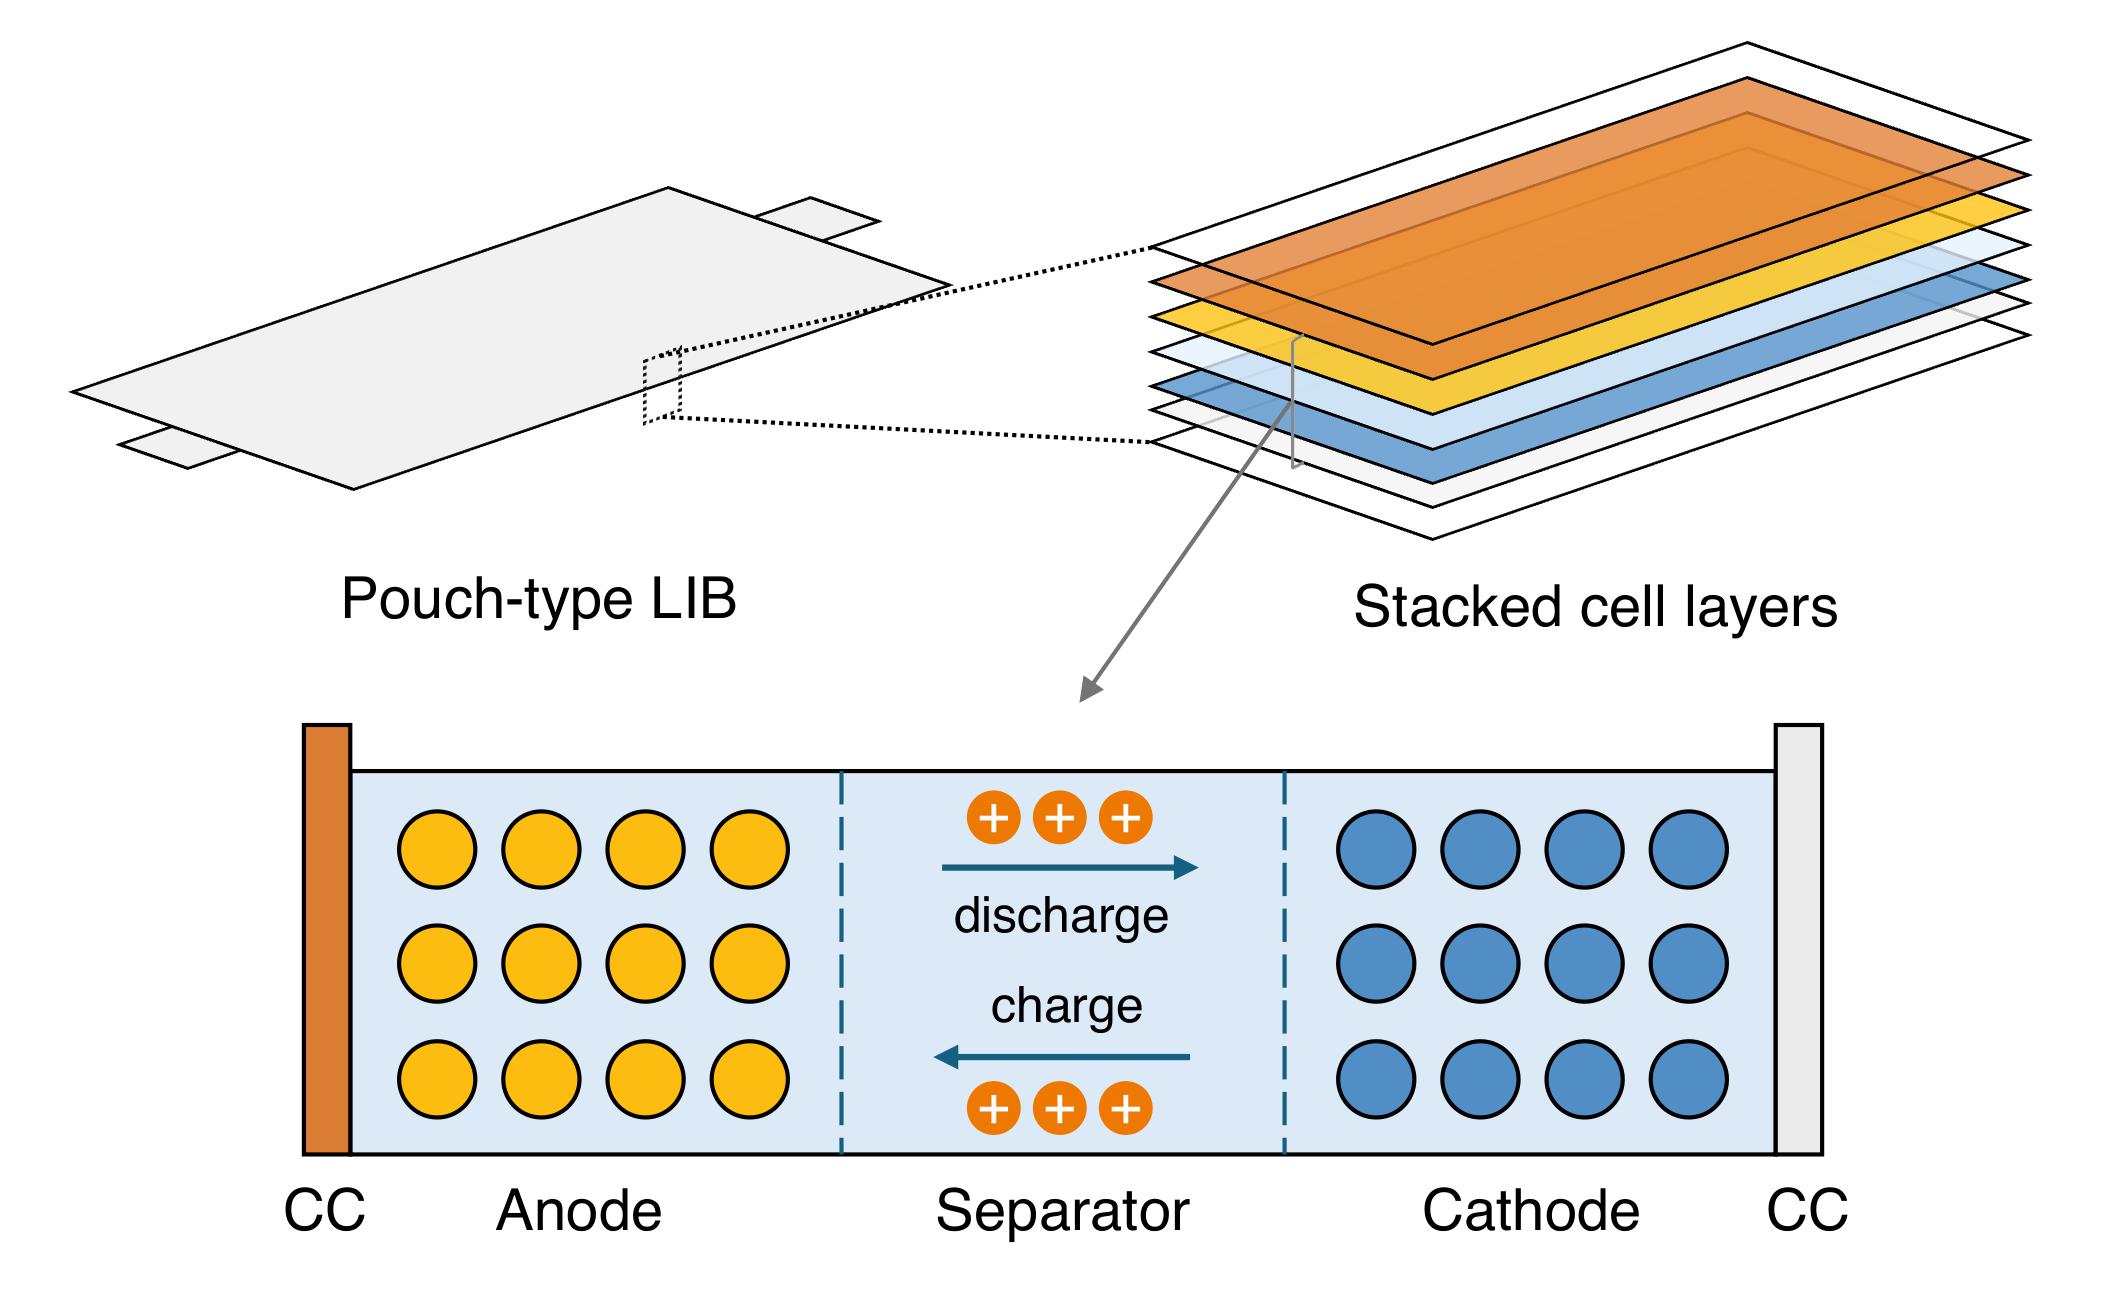 Pouch-type LIB
Stacked cell layers
+ + +
discharge
charge
+ + +
CC Anode Separator Cathode CC